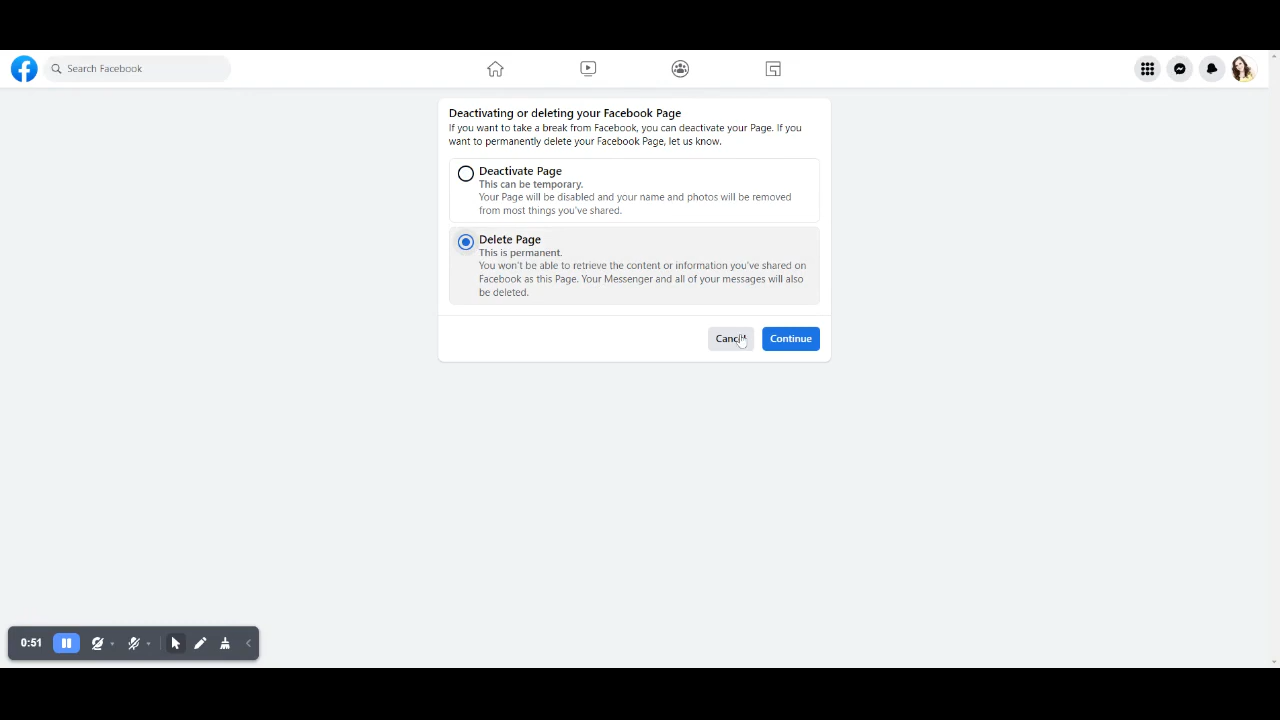 Search Facebook
Deactivating or deleting your Facebook Page
If you want to take a break from Facebook, you can deactivate your Page. If you
want to permanently delete your Facebook Page, let us know.
Deactivate Page
This can be temporary.
Your Page will be disabled and your name and photos will be removed
from most things you've shared.
Delete Page
This is permanent.
You won't be able to retrieve the content or information you've shared on
Facebook as this Page. Your Messenger and all of your messages will also
be deleted.
Cancel Continue
0:51